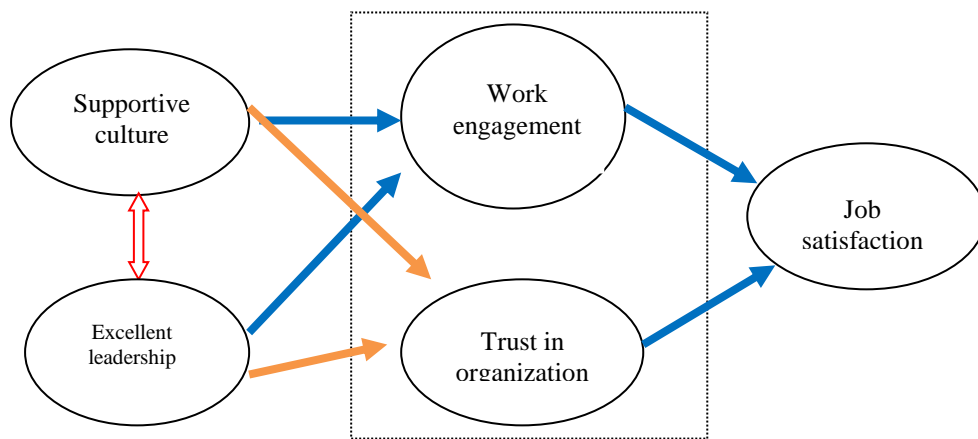 Supportive
culture
Work
engagement
Job
satisfaction
Excellent
leadership
Trust in
organization